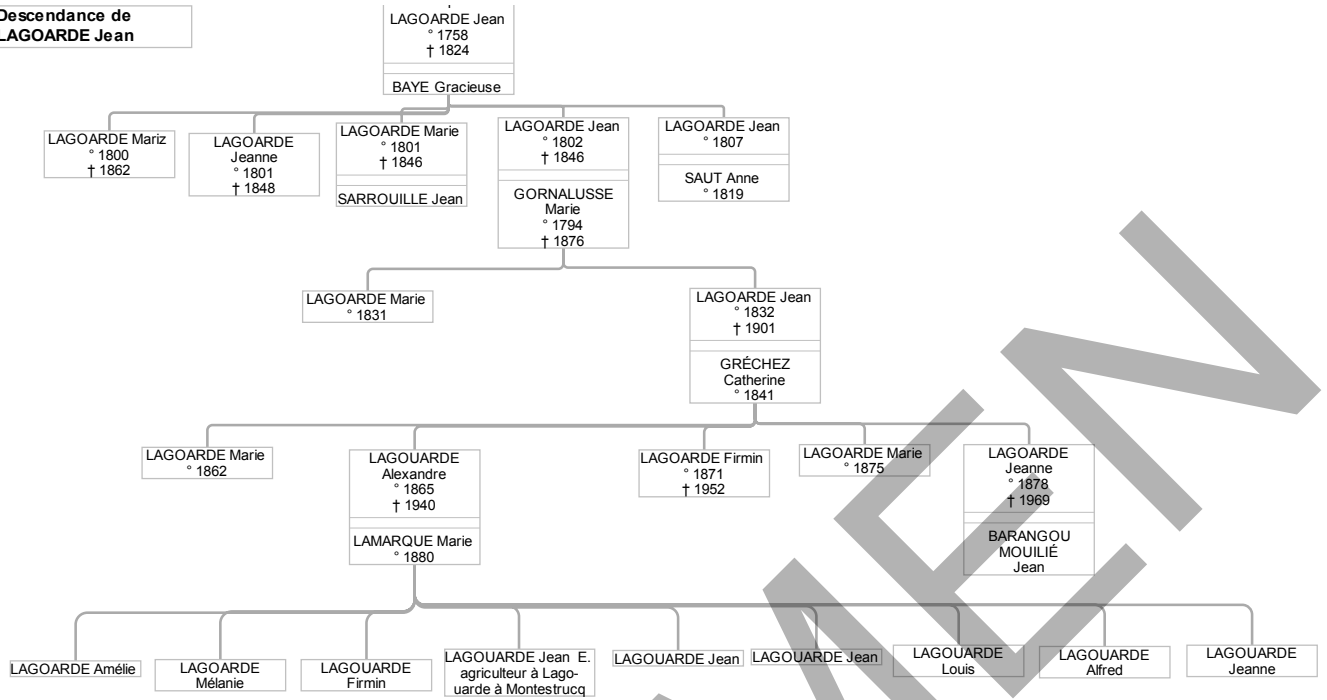 Descendance de
LAGOARDE Jean
LAGOARDE Jean
° 1758
† 1824
BAYE Gracieuse
LAGOARDE Mariz
° 1800
† 1862
LAGOARDE
Jeanne
° 1801
† 1848
LAGOARDE Marie
° 1801
† 1846
SARROUILLE Jean
LAGOARDE Jean
° 1802
† 1846
GORNALUSSE
Marie
° 1794
† 1876
LAGOARDE Jean
° 1807
SAUT Anne
° 1819
LAGOARDE Marie
° 1831
LAGOARDE Jean
° 1832
† 1901
GRÉCHEZ
Catherine
° 1841
LAGOARDE Marie
° 1862
LAGOUARDE
Alexandre
° 1865
† 1940
LAMARQUE Marie
° 1880
LAGOARDE Firmin
° 1871
† 1952
LAGOARDE Marie
° 1875
LAGOARDE
Jeanne
° 1878
† 1969
BARANGOU
MOUILIÉ
Jean
LAGOARDE Amélie
LAGOARDE
Mélanie
LAGOUARDE
Firmin
LAGOUARDE Jean E.
agriculteur à Lago-
uarde à Montestrucq
LAGOUARDE Jean
LAGOUARDE Jean
LAGOUARDE
Louis
LAGOUARDE
Alfred
LAGOUARDE
Jeanne
MEN